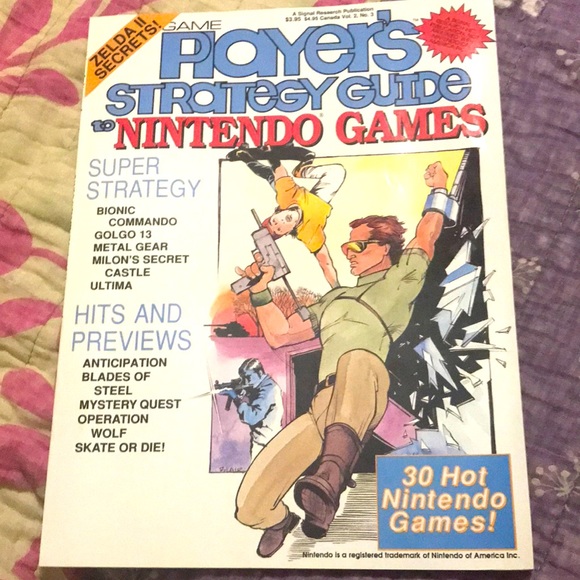 A Signal Research Publication
$3.95 $4.95 Canada Vol. 2, No. 3
ZELDA II
SECRETS!
GAME
PLAYER'S
STRATEGY GUIDE
to NINTENDO® GAMES
SUPER
STRATEGY
BIONIC
COMMANDO
GOLGO 13
METAL GEAR
MILON'S SECRET
CASTLE
ULTIMA
HITS AND
PREVIEWS
ANTICIPATION
BLADES OF
STEEL
MYSTERY QUEST
OPERATION
WOLF
SKATE OR DIE!
30 Hot
Nintendo
Games!
Nintendo is a registered trademark of Nintendo of America Inc.